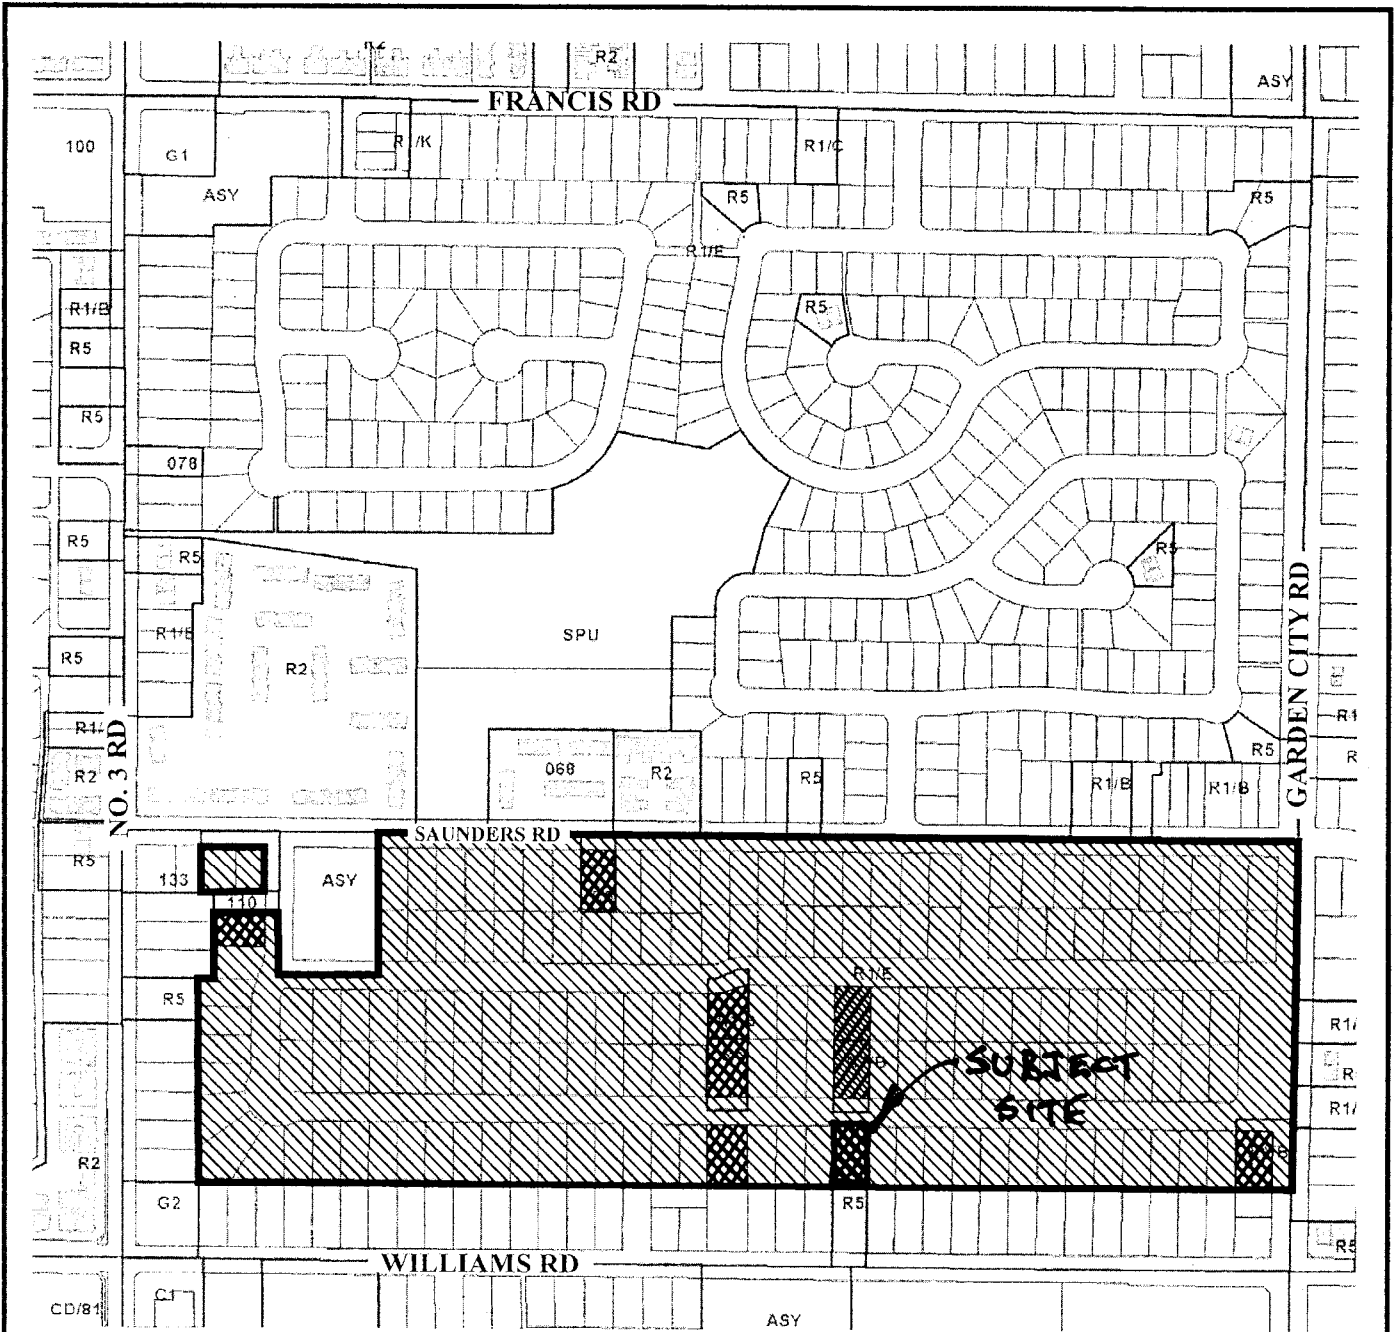 R2
R2
ASY
FRANCIS RD
100
G1
R1/K
R1/C
ASY
R5
R5
R1/E
R1/B
R5
R5
R5
078
R5
R5
R5
R1/B
R5
SPU
R2
GARDEN CITY RD
NO. 3 RD
R1/
R1
R2
068
R2
R5
R5
R
R1/B
R1/B
SAUNDERS RD
R5
133
ASY
110
R1/E
R5
R1/
SUBJECT
SITE
R
R1/
R2
G2
R5
R5
WILLIAMS RD
CD/81
C1
ASY